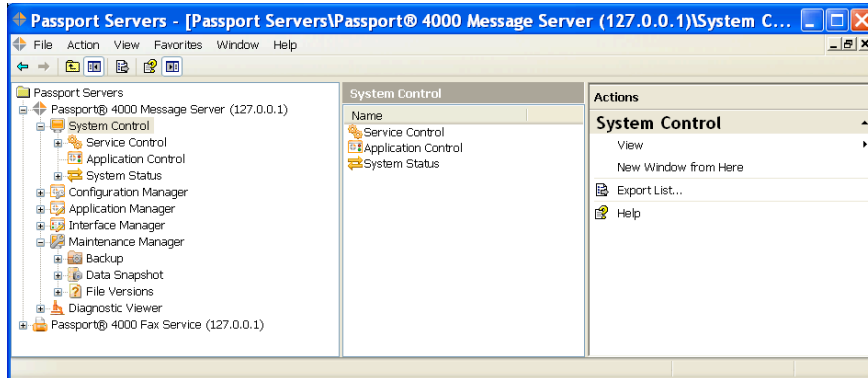 Passport Servers - [Passport Servers\Passport® 4000 Message Server (127.0.0.1)\System C...
File Action View Favorites Window Help
Passport Servers
Passport® 4000 Message Server (127.0.0.1)
System Control
Service Control
Application Control
System Status
Configuration Manager
Application Manager
Interface Manager
Maintenance Manager
Backup
Data Snapshot
File Versions
Diagnostic Viewer
Passport® 4000 Fax Service (127.0.0.1)
System Control
Name
Service Control
Application Control
System Status
Actions
System Control
View
New Window from Here
Export List...
Help